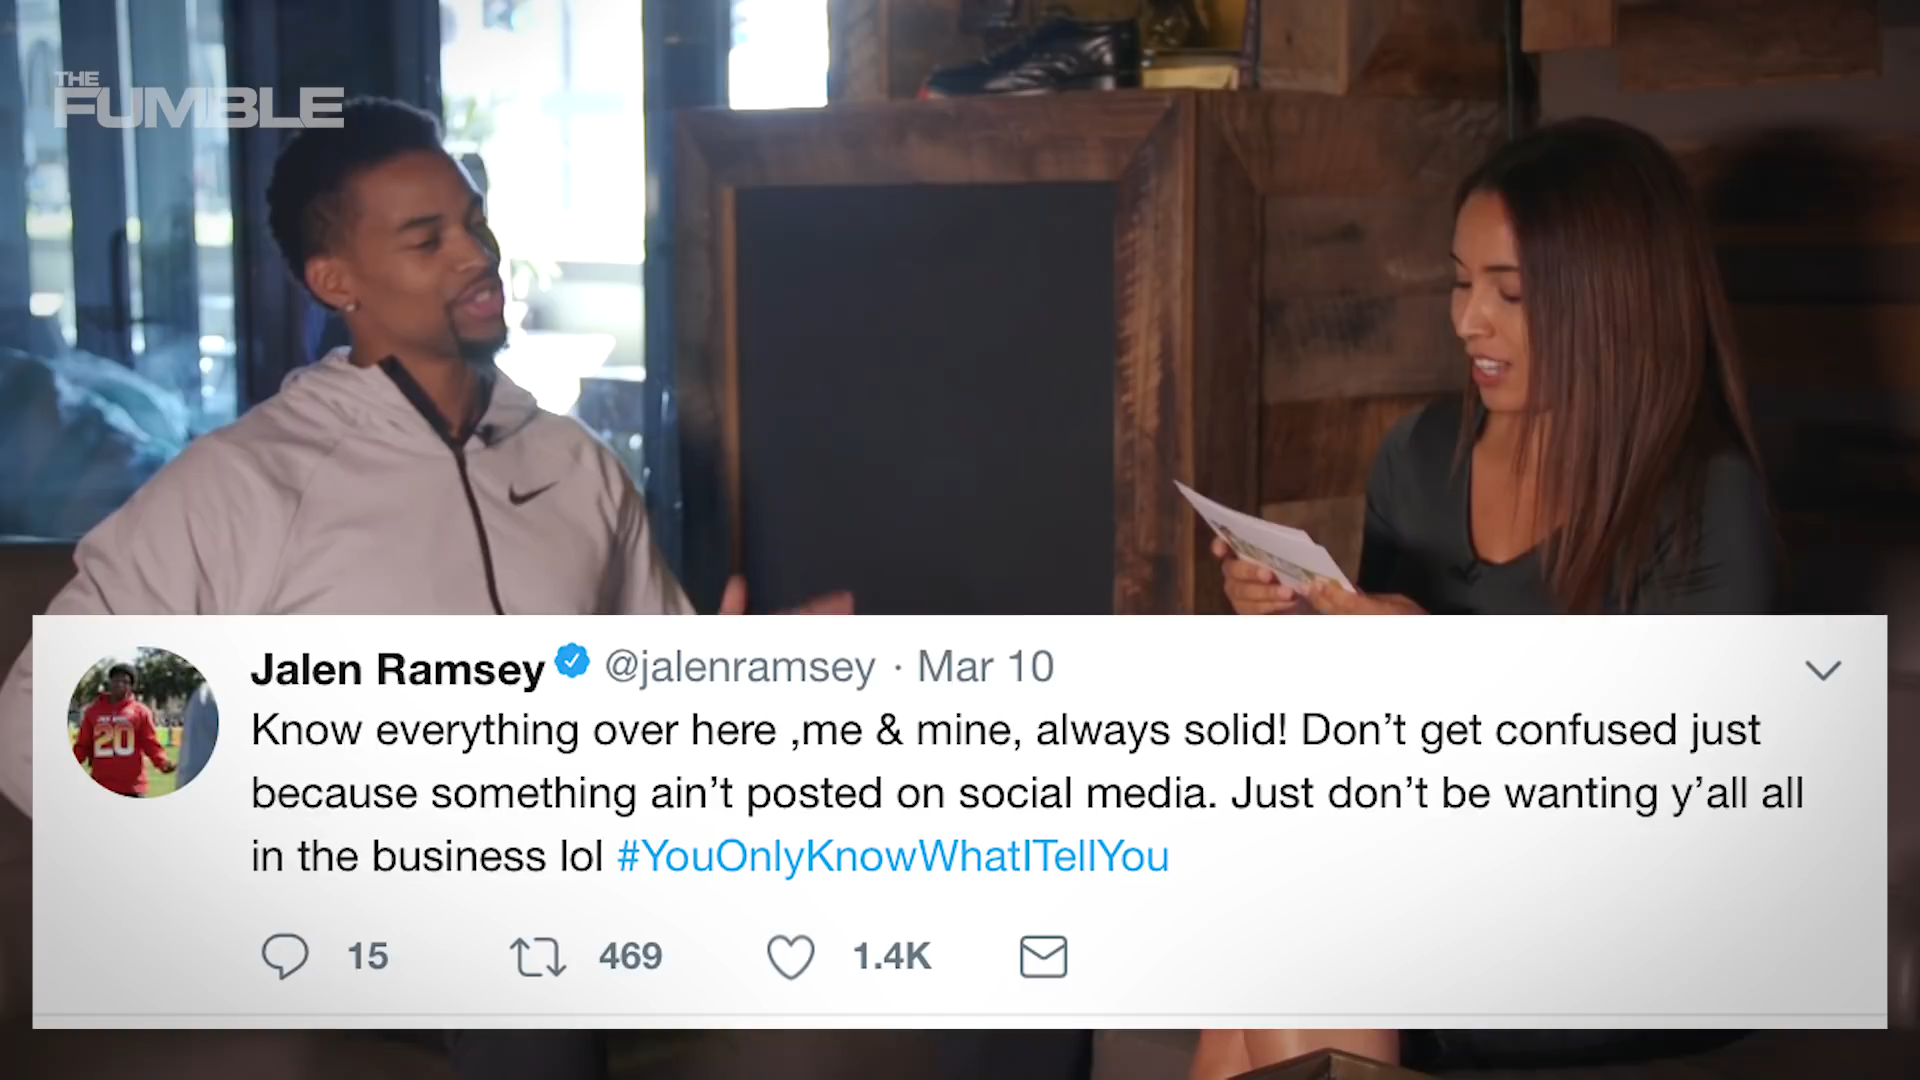 THE
FUMBLE
Jalen Ramsey @jalenramsey · Mar 10
Know everything over here ,me & mine, always solid! Don’t get confused just
because something ain’t posted on social media. Just don’t be wanting y’all all
in the business lol #YouOnlyKnowWhatITellYou
20
15 469 1.4K